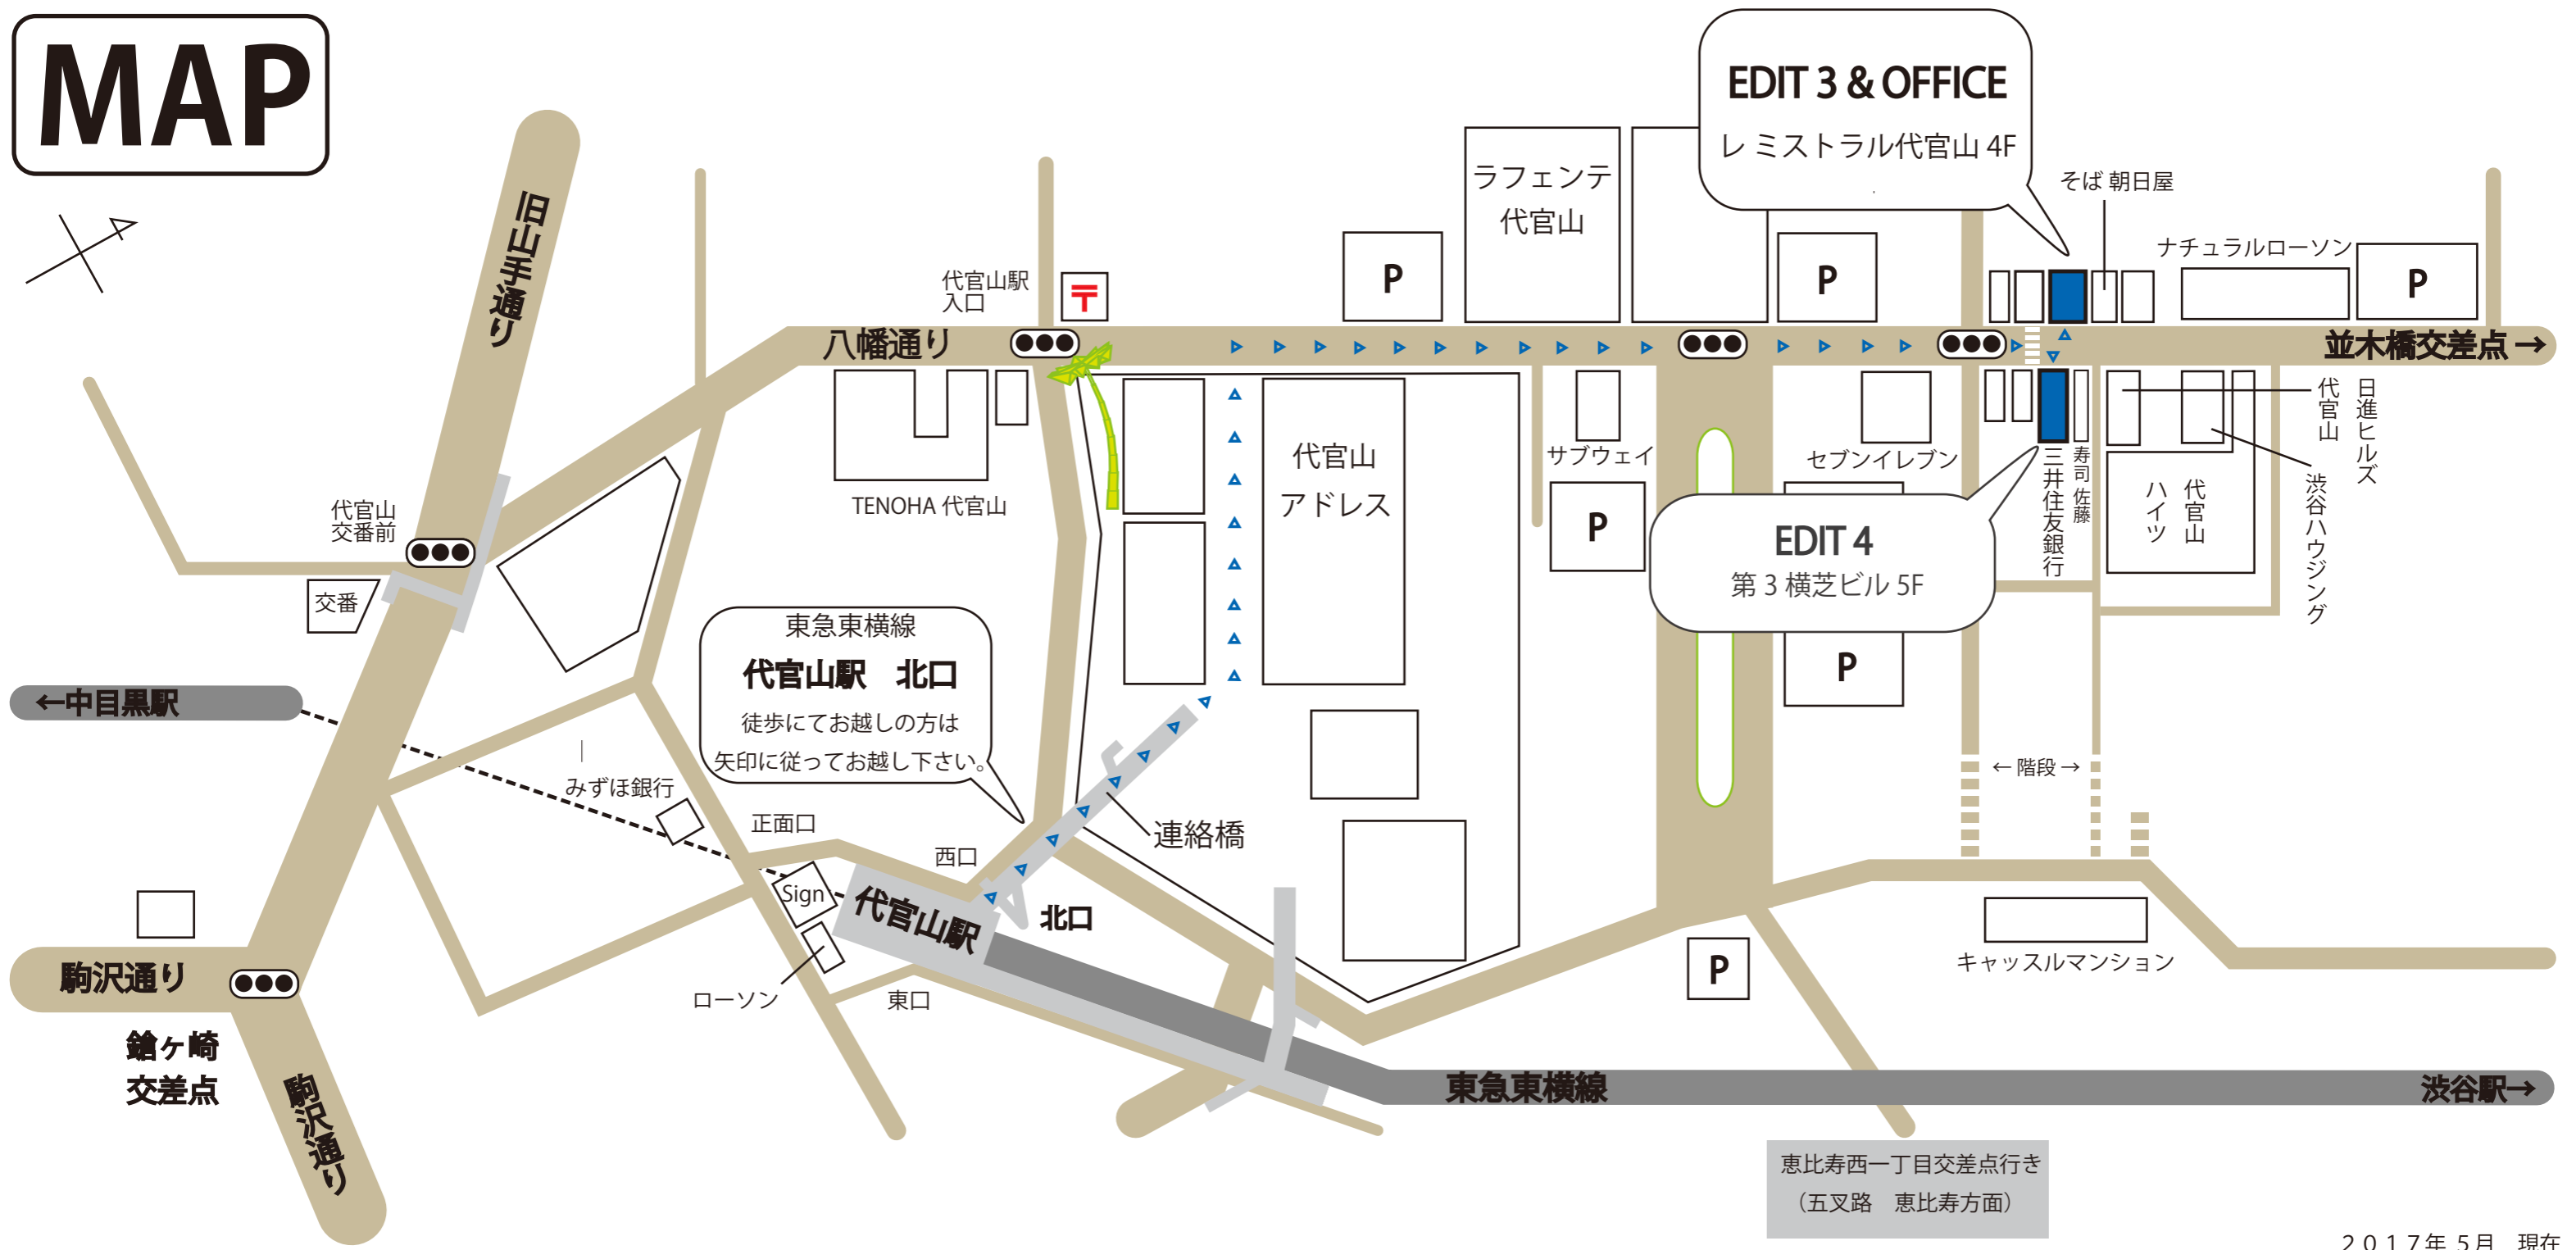 MAP
EDIT 3 & OFFICE
レ ミストラル代官山 4F
そば 朝日屋
ナチュラルローソン
P
P
P
ラフェンテ
代官山
旧山手通り
代官山駅
入口
〒
八幡通り
並木橋交差点→
TENOHA 代官山
代官山
アドレス
サブウェイ
P
セブンイレブン
EDIT 4
第 3 横芝ビル 5F
P
三井住友銀行
寿司 佐藤
日進ヒルズ
代官山
渋谷ハウジング
代官山
ハイツ
代官山
交番前
交番
東急東横線
代官山駅 北口
徒歩にてお越しの方は
矢印に従ってお越し下さい。
←中目黒駅
みずほ銀行
正面口
西口
連絡橋
←階段→
Sign
代官山駅
北口
ローソン
東口
P
キャッスルマンション
駒沢通り
鎗ヶ崎
交差点
駒沢通り
東急東横線
渋谷駅→
恵比寿西一丁目交差点行き
（五叉路 恵比寿方面）
２０１７年 ５月 現在